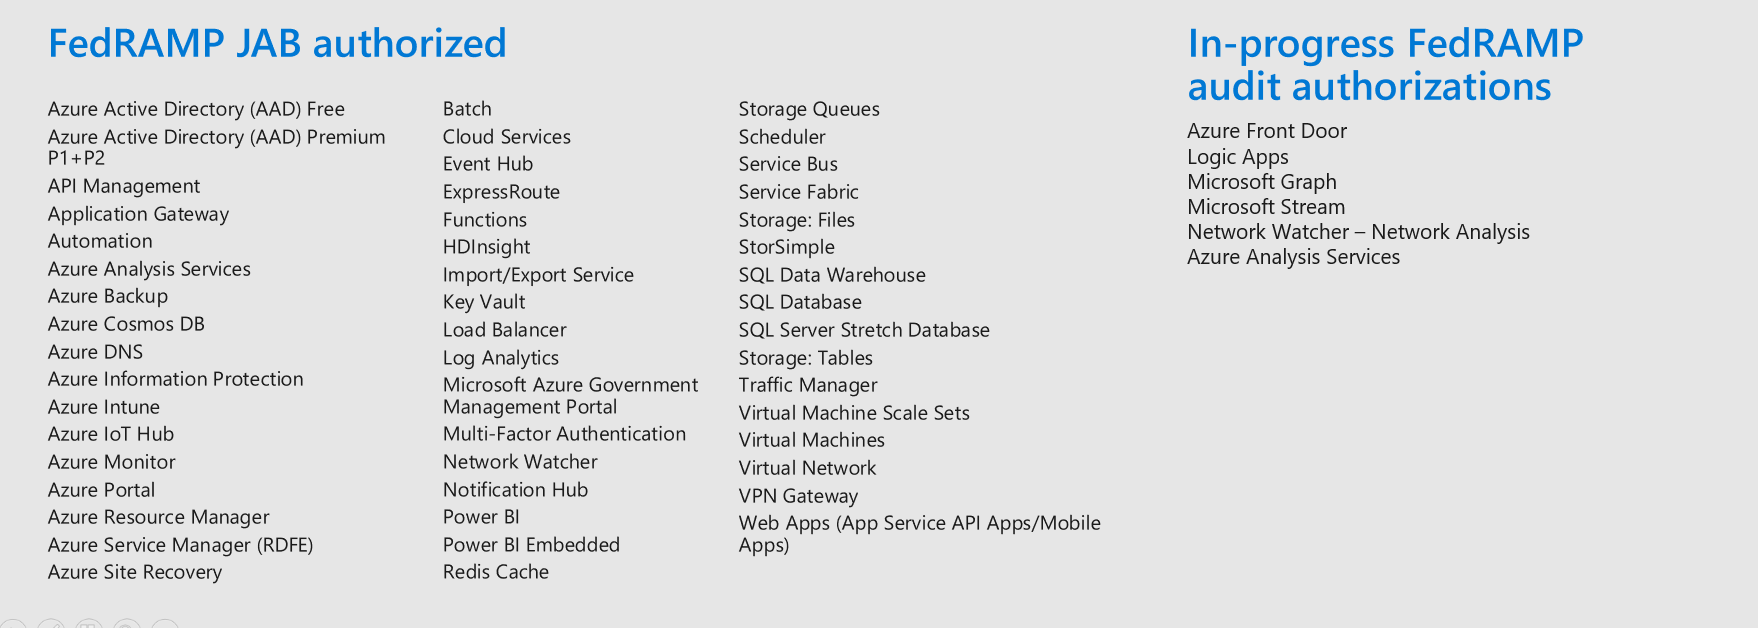 FedRAMP JAB authorized
Azure Active Directory (AAD) Free
Azure Active Directory (AAD) Premium
P1+P2
API Management
Application Gateway
Automation
Azure Analysis Services
Azure Backup
Azure Cosmos DB
Azure DNS
Azure Information Protection
Azure Intune
Azure IoT Hub
Azure Monitor
Azure Portal
Azure Resource Manager
Azure Service Manager (RDFE)
Azure Site Recovery
Batch
Cloud Services
Event Hub
ExpressRoute
Functions
HDInsight
Import/Export Service
Key Vault
Load Balancer
Log Analytics
Microsoft Azure Government
Management Portal
Multi-Factor Authentication
Network Watcher
Notification Hub
Power BI
Power BI Embedded
Redis Cache
Storage Queues
Scheduler
Service Bus
Service Fabric
Storage: Files
StorSimple
SQL Data Warehouse
SQL Database
SQL Server Stretch Database
Storage: Tables
Traffic Manager
Virtual Machine Scale Sets
Virtual Machines
Virtual Network
VPN Gateway
Web Apps (App Service API Apps/Mobile
Apps)
In-progress FedRAMP
audit authorizations
Azure Front Door
Logic Apps
Microsoft Graph
Microsoft Stream
Network Watcher – Network Analysis
Azure Analysis Services